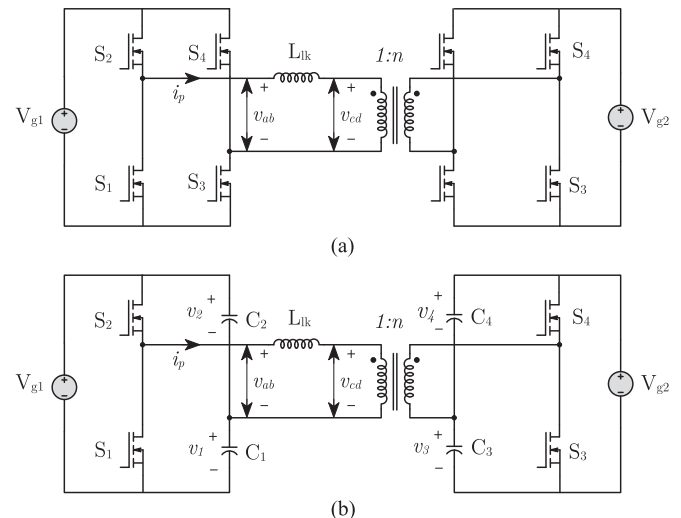 S2 S4 Llk 1:n S4
ip
Vg1 + − + vab − + vcd − + − Vg2
S1 S3 S3
(a)
S2 v2 + − C2 Llk 1:n v4 + − C4 S4
ip
Vg1 + − + vab − + vcd − + − Vg2
S1 v1 + − C1 v3 + − C3 S3
(b)